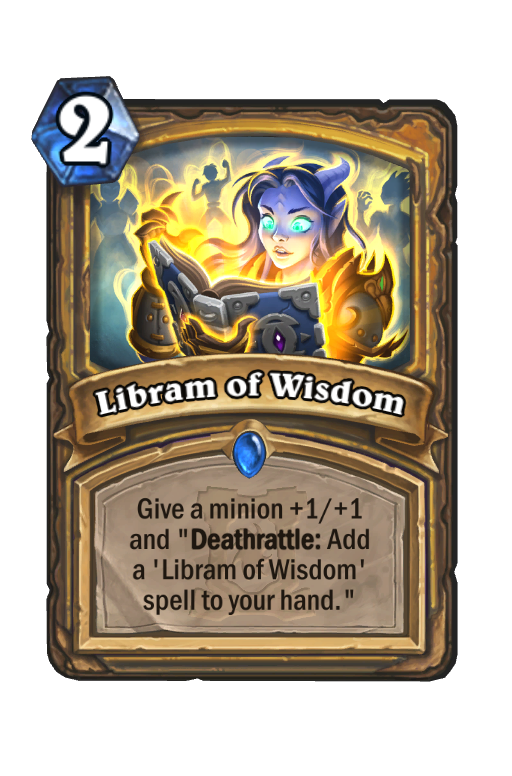 2
Libram of Wisdom
Give a minion +1/+1
and "Deathrattle: Add
a 'Libram of Wisdom'
spell to your hand."